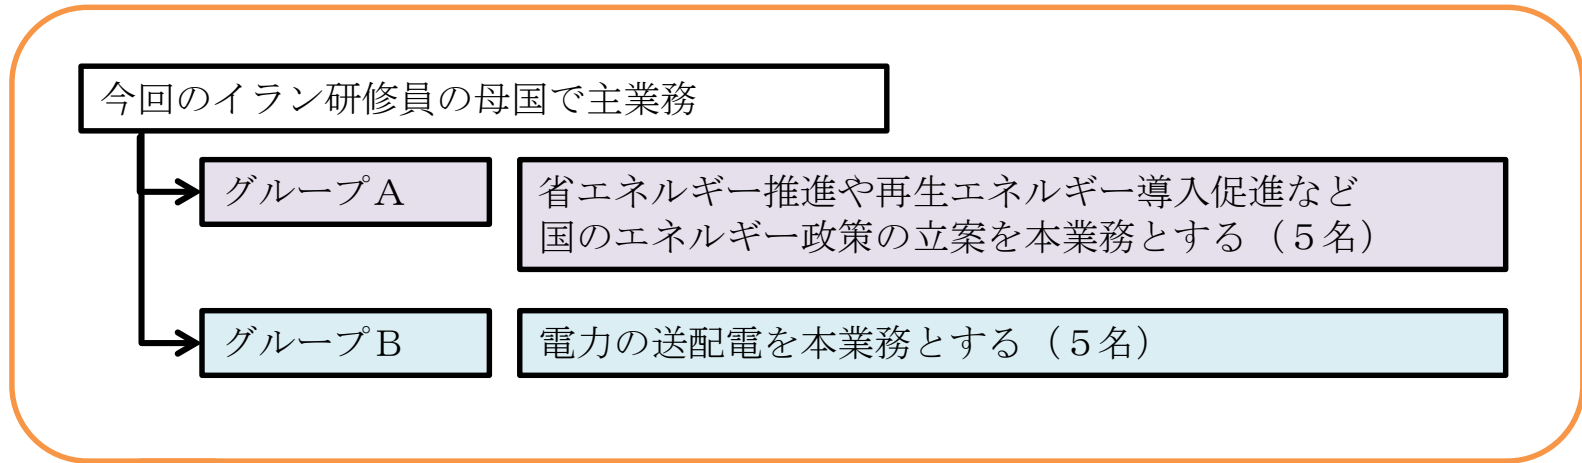 今回のイラン研修員の母国で主業務
グループA
省エネルギー推進や再生エネルギー導入促進など
国のエネルギー政策の立案を本業務とする（５名）
グループB
電力の送配電を本業務とする（５名）